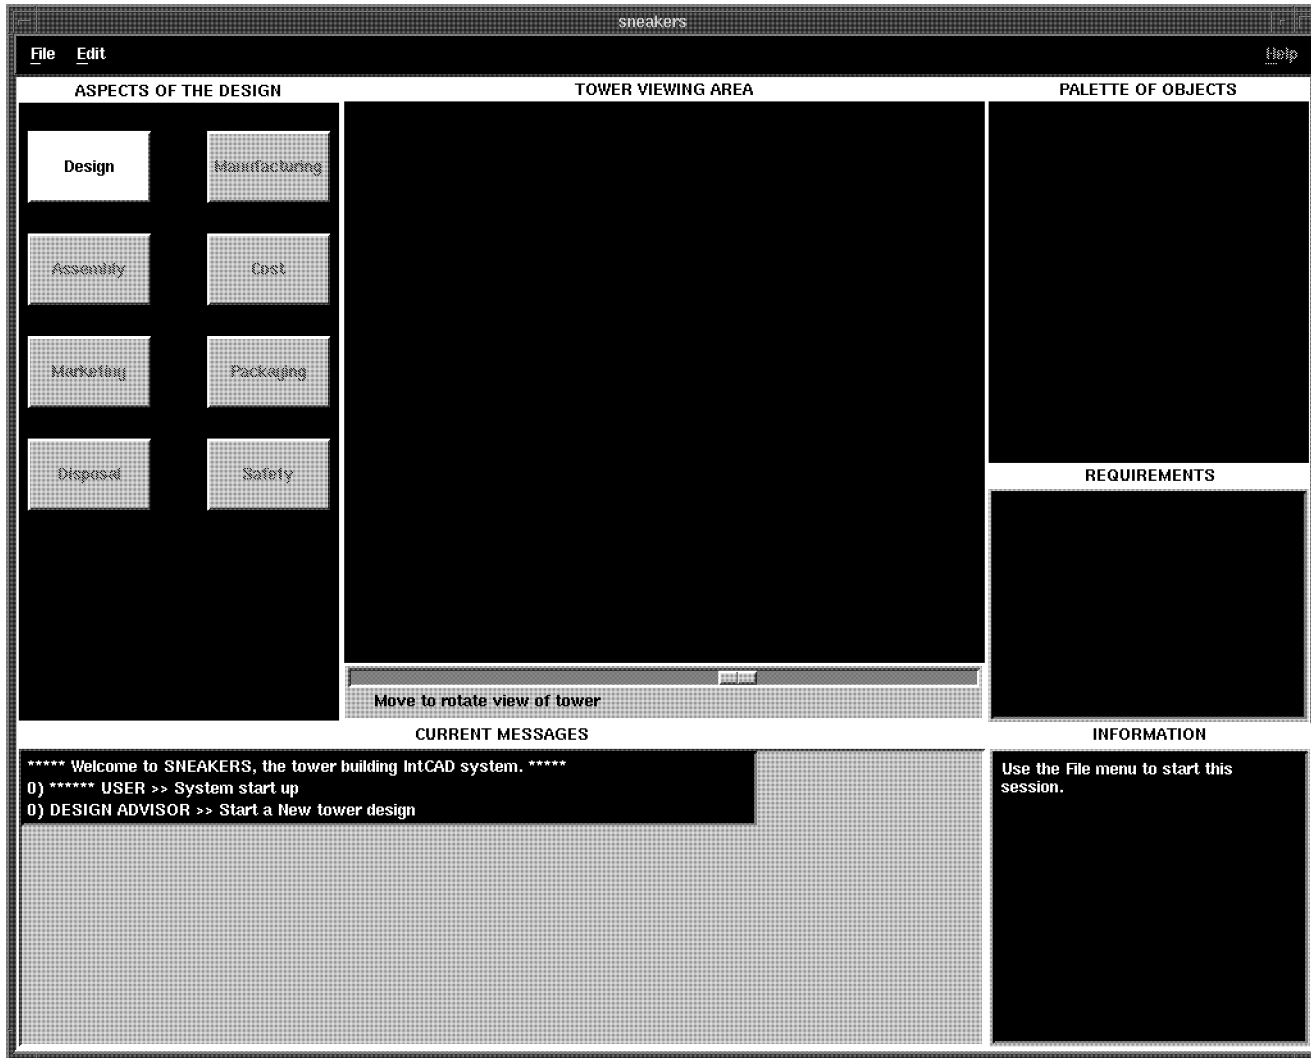 sneakers
File Edit Help
ASPECTS OF THE DESIGN
Design Manufacturing
Assembly Cost
Marketing Packaging
Disposal Safety
TOWER VIEWING AREA
Move to rotate view of tower
PALETTE OF OBJECTS
REQUIREMENTS
CURRENT MESSAGES
***** Welcome to SNEAKERS, the tower building IntCAD system. *****
0) ****** USER >> System start up
0) DESIGN ADVISOR >> Start a New tower design
INFORMATION
Use the File menu to start this
session.